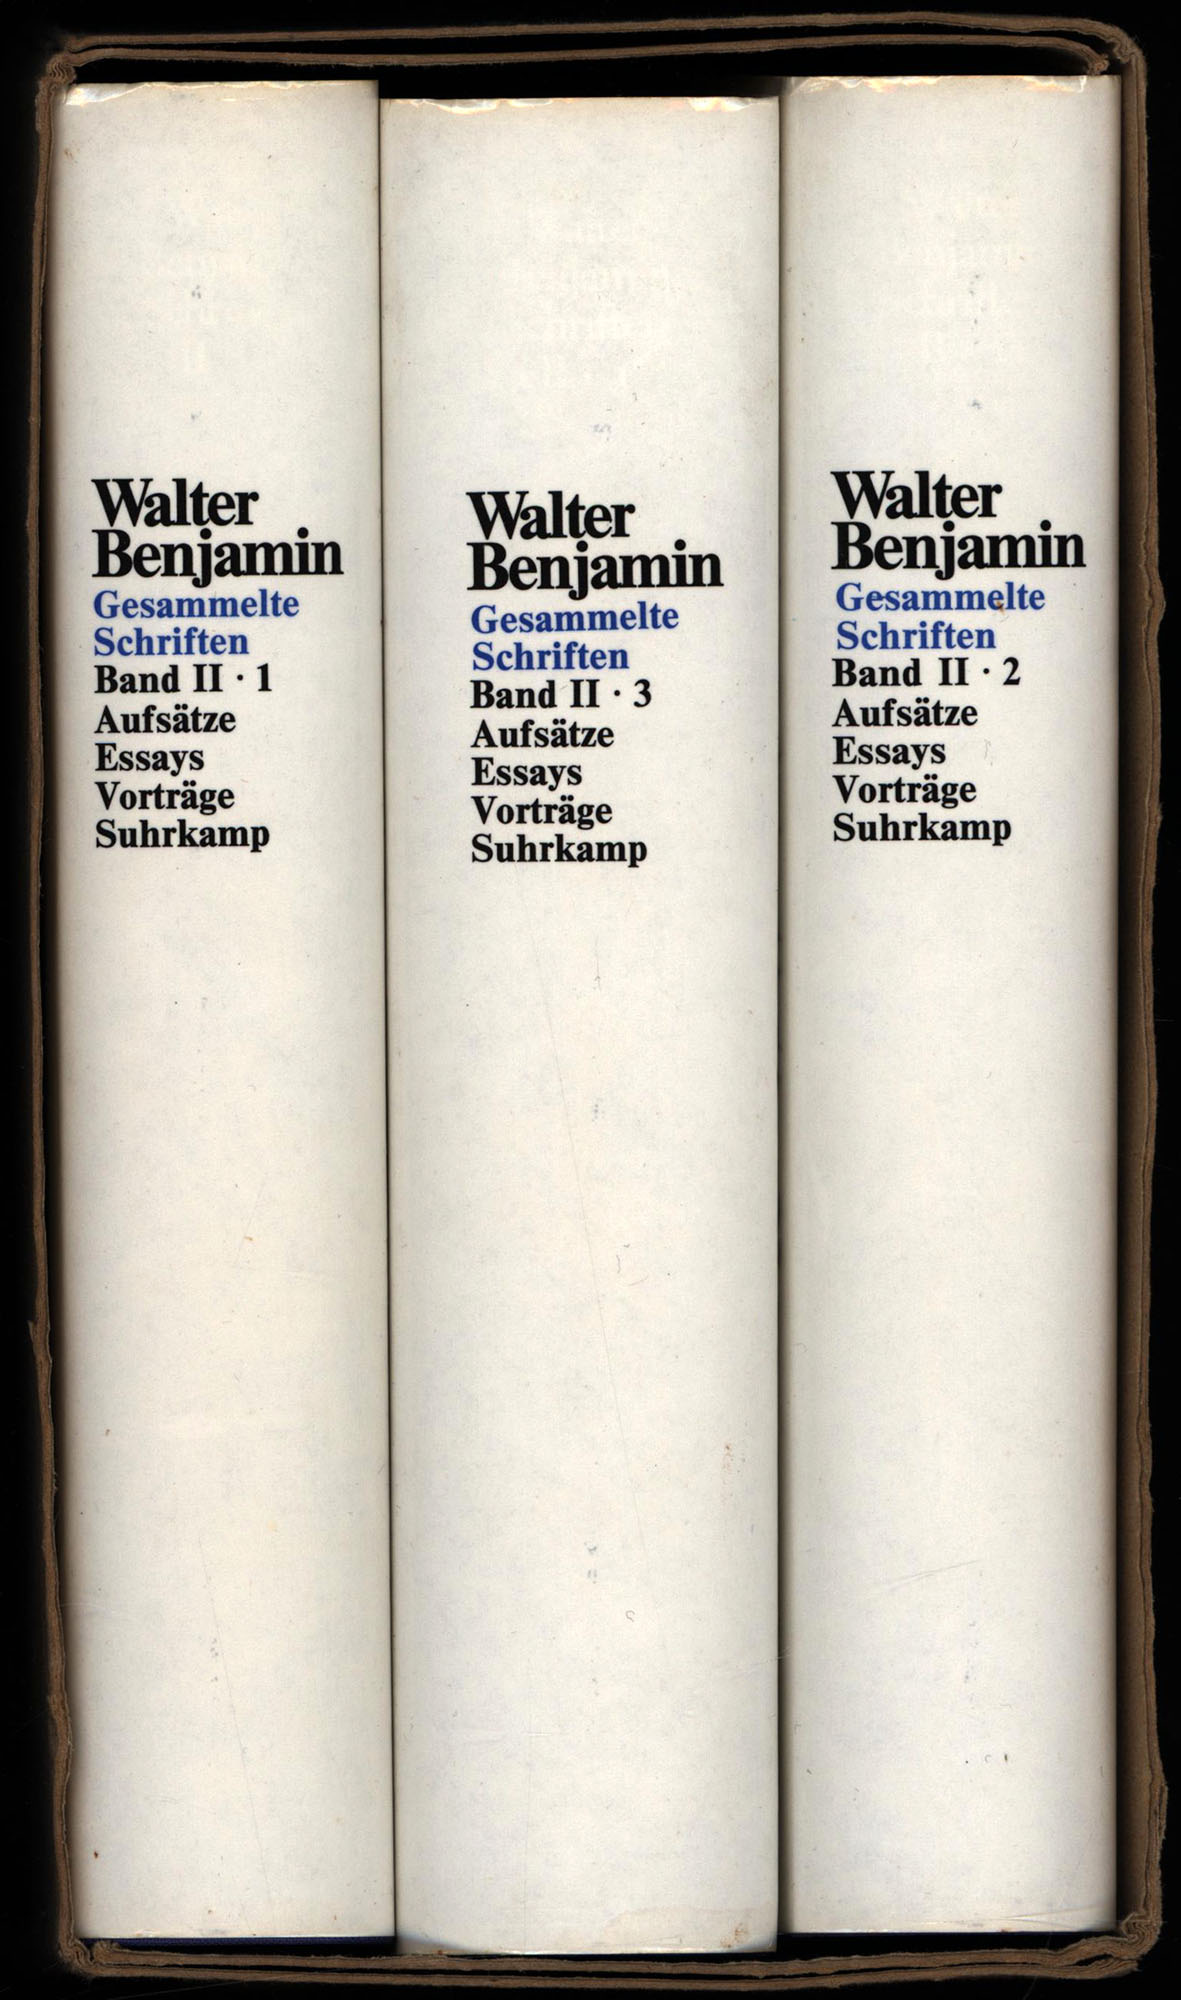 Walter
Benjamin
Gesammelte
Schriften
Band II · 1
Aufsätze
Essays
Vorträge
Suhrkamp
Walter
Benjamin
Gesammelte
Schriften
Band II · 3
Aufsätze
Essays
Vorträge
Suhrkamp
Walter
Benjamin
Gesammelte
Schriften
Band II · 2
Aufsätze
Essays
Vorträge
Suhrkamp